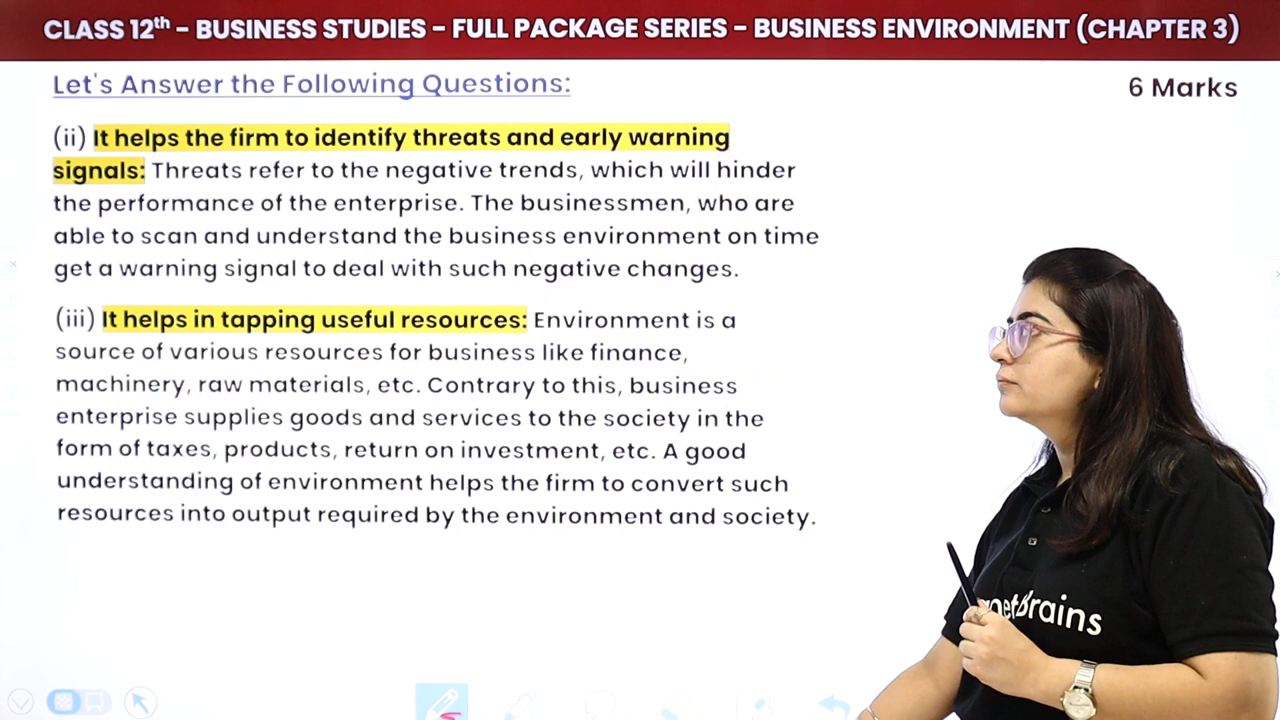 CLASS 12th – BUSINESS STUDIES – FULL PACKAGE SERIES – BUSINESS ENVIRONMENT (CHAPTER 3)
Let's Answer the Following Questions:
6 Marks
(ii) It helps the firm to identify threats and early warning
signals: Threats refer to the negative trends, which will hinder
the performance of the enterprise. The businessmen, who are
able to scan and understand the business environment on time
get a warning signal to deal with such negative changes.
(iii) It helps in tapping useful resources: Environment is a
source of various resources for business like finance,
machinery, raw materials, etc. Contrary to this, business
enterprise supplies goods and services to the society in the
form of taxes, products, return on investment, etc. A good
understanding of environment helps the firm to convert such
resources into output required by the environment and society.
Brains